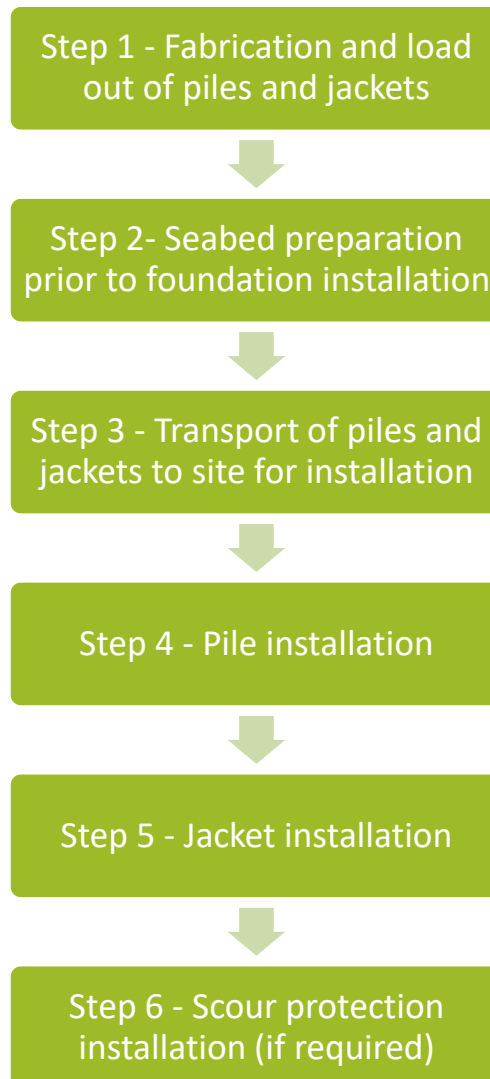 Step 1 - Fabrication and load
out of piles and jackets
Step 2- Seabed preparation
prior to foundation installation
Step 3 - Transport of piles and
jackets to site for installation
Step 4 - Pile installation
Step 5 - Jacket installation
Step 6 - Scour protection
installation (if required)